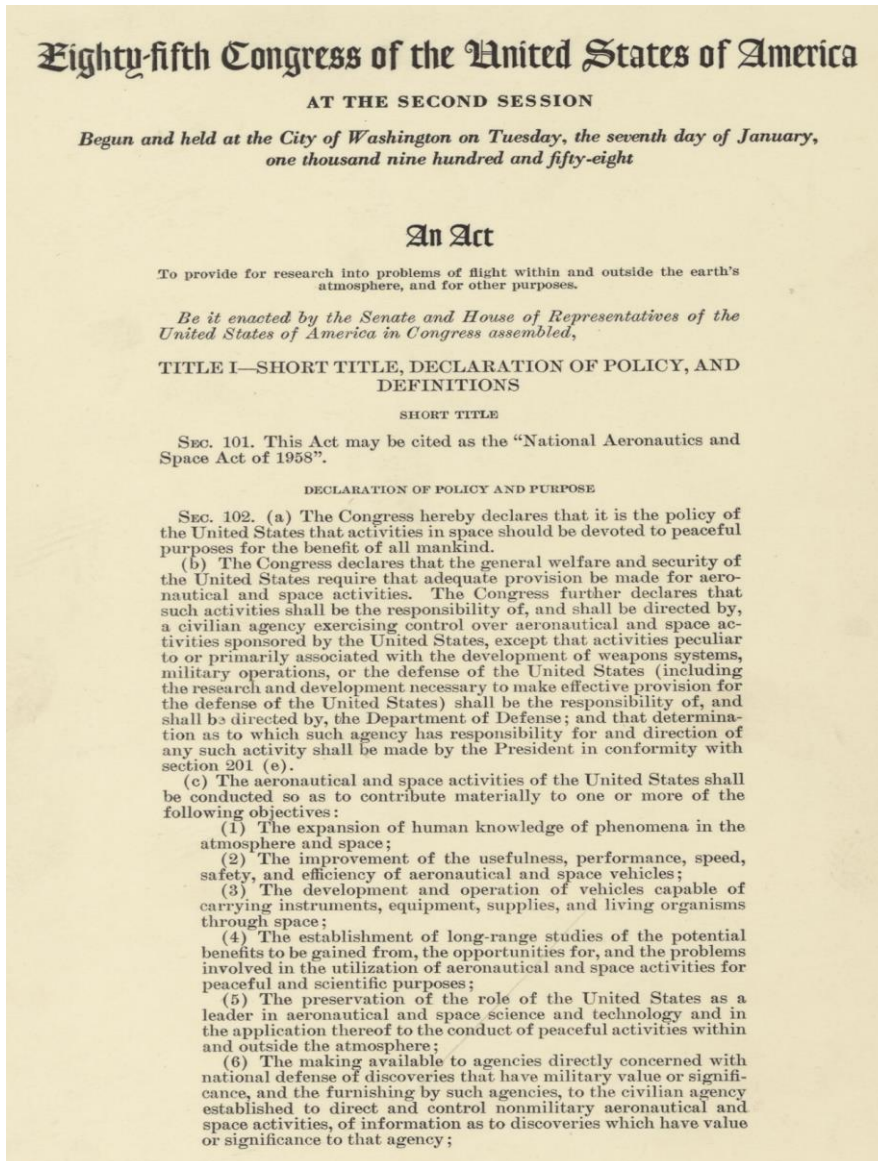 Eighty-fifth Congress of the United States of America
AT THE SECOND SESSION
Begun and held at the City of Washington on Tuesday, the seventh day of January,
one thousand nine hundred and fifty-eight
An Act
To provide for research into problems of flight within and outside the earth's
atmosphere, and for other purposes.
Be it enacted by the Senate and House of Representatives of the
United States of America in Congress assembled,
TITLE I—SHORT TITLE, DECLARATION OF POLICY, AND
DEFINITIONS
SHORT TITLE
SEC. 101. This Act may be cited as the “National Aeronautics and
Space Act of 1958”.
DECLARATION OF POLICY AND PURPOSE
SEC. 102. (a) The Congress hereby declares that it is the policy of
the United States that activities in space should be devoted to peaceful
purposes for the benefit of all mankind.
(b) The Congress declares that the general welfare and security of
the United States require that adequate provision be made for aero-
nautical and space activities. The Congress further declares that
such activities shall be the responsibility of, and shall be directed by,
a civilian agency exercising control over aeronautical and space ac-
tivities sponsored by the United States, except that activities peculiar
to or primarily associated with the development of weapons systems,
military operations, or the defense of the United States (including
the research and development necessary to make effective provision for
the defense of the United States) shall be the responsibility of, and
shall be directed by, the Department of Defense; and that determina-
tion as to which such agency has responsibility for and direction of
any such activity shall be made by the President in conformity with
section 201 (e).
(c) The aeronautical and space activities of the United States shall
be conducted so as to contribute materially to one or more of the
following objectives:
(1) The expansion of human knowledge of phenomena in the
atmosphere and space;
(2) The improvement of the usefulness, performance, speed,
safety, and efficiency of aeronautical and space vehicles;
(3) The development and operation of vehicles capable of
carrying instruments, equipment, supplies, and living organisms
through space;
(4) The establishment of long-range studies of the potential
benefits to be gained from, the opportunities for, and the problems
involved in the utilization of aeronautical and space activities for
peaceful and scientific purposes;
(5) The preservation of the role of the United States as a
leader in aeronautical and space science and technology and in
the application thereof to the conduct of peaceful activities within
and outside the atmosphere;
(6) The making available to agencies directly concerned with
national defense of discoveries that have military value or signifi-
cance, and the furnishing by such agencies, to the civilian agency
established to direct and control nonmilitary aeronautical and
space activities, of information as to discoveries which have value
or significance to that agency;